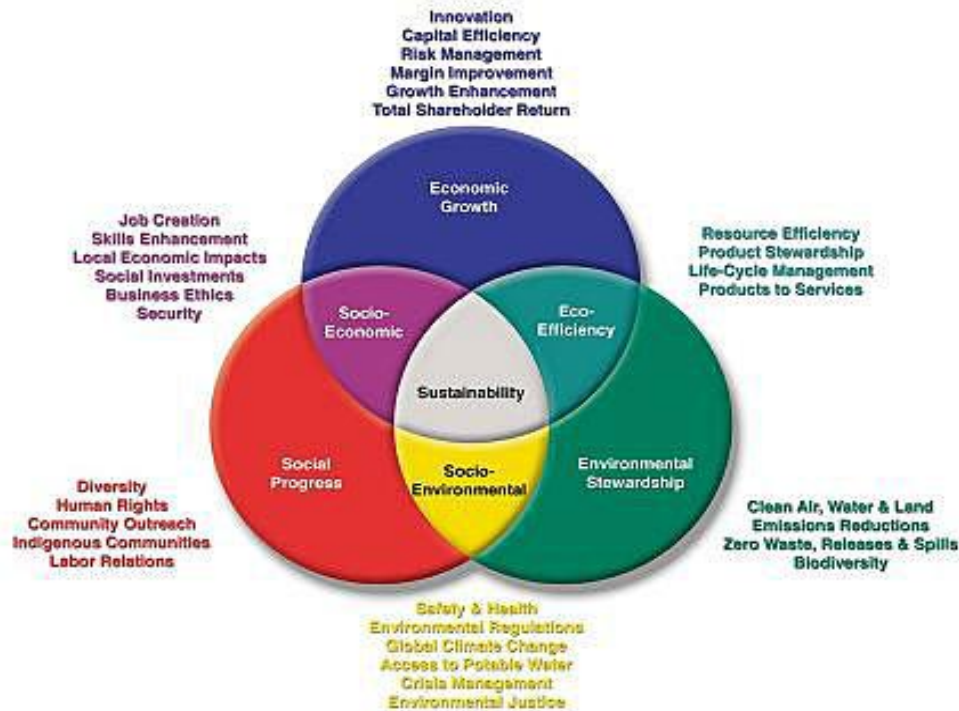 Innovation
Capital Efficiency
Risk Management
Margin Improvement
Growth Enhancement
Total Shareholder Return
Economic
Growth
Job Creation
Skills Enhancement
Local Economic Impacts
Social Investments
Business Ethics
Security
Resource Efficiency
Product Stewardship
Life-Cycle Management
Products to Services
Socio-
Economic
Eco-
Efficiency
Sustainability
Social
Progress
Socio-
Environmental
Environmental
Stewardship
Diversity
Human Rights
Community Outreach
Indigenous Communities
Labor Relations
Clean Air, Water & Land
Emissions Reductions
Zero Waste, Releases & Spills
Biodiversity
Safety & Health
Environmental Regulations
Global Climate Change
Access to Potable Water
Crisis Management
Environmental Justice